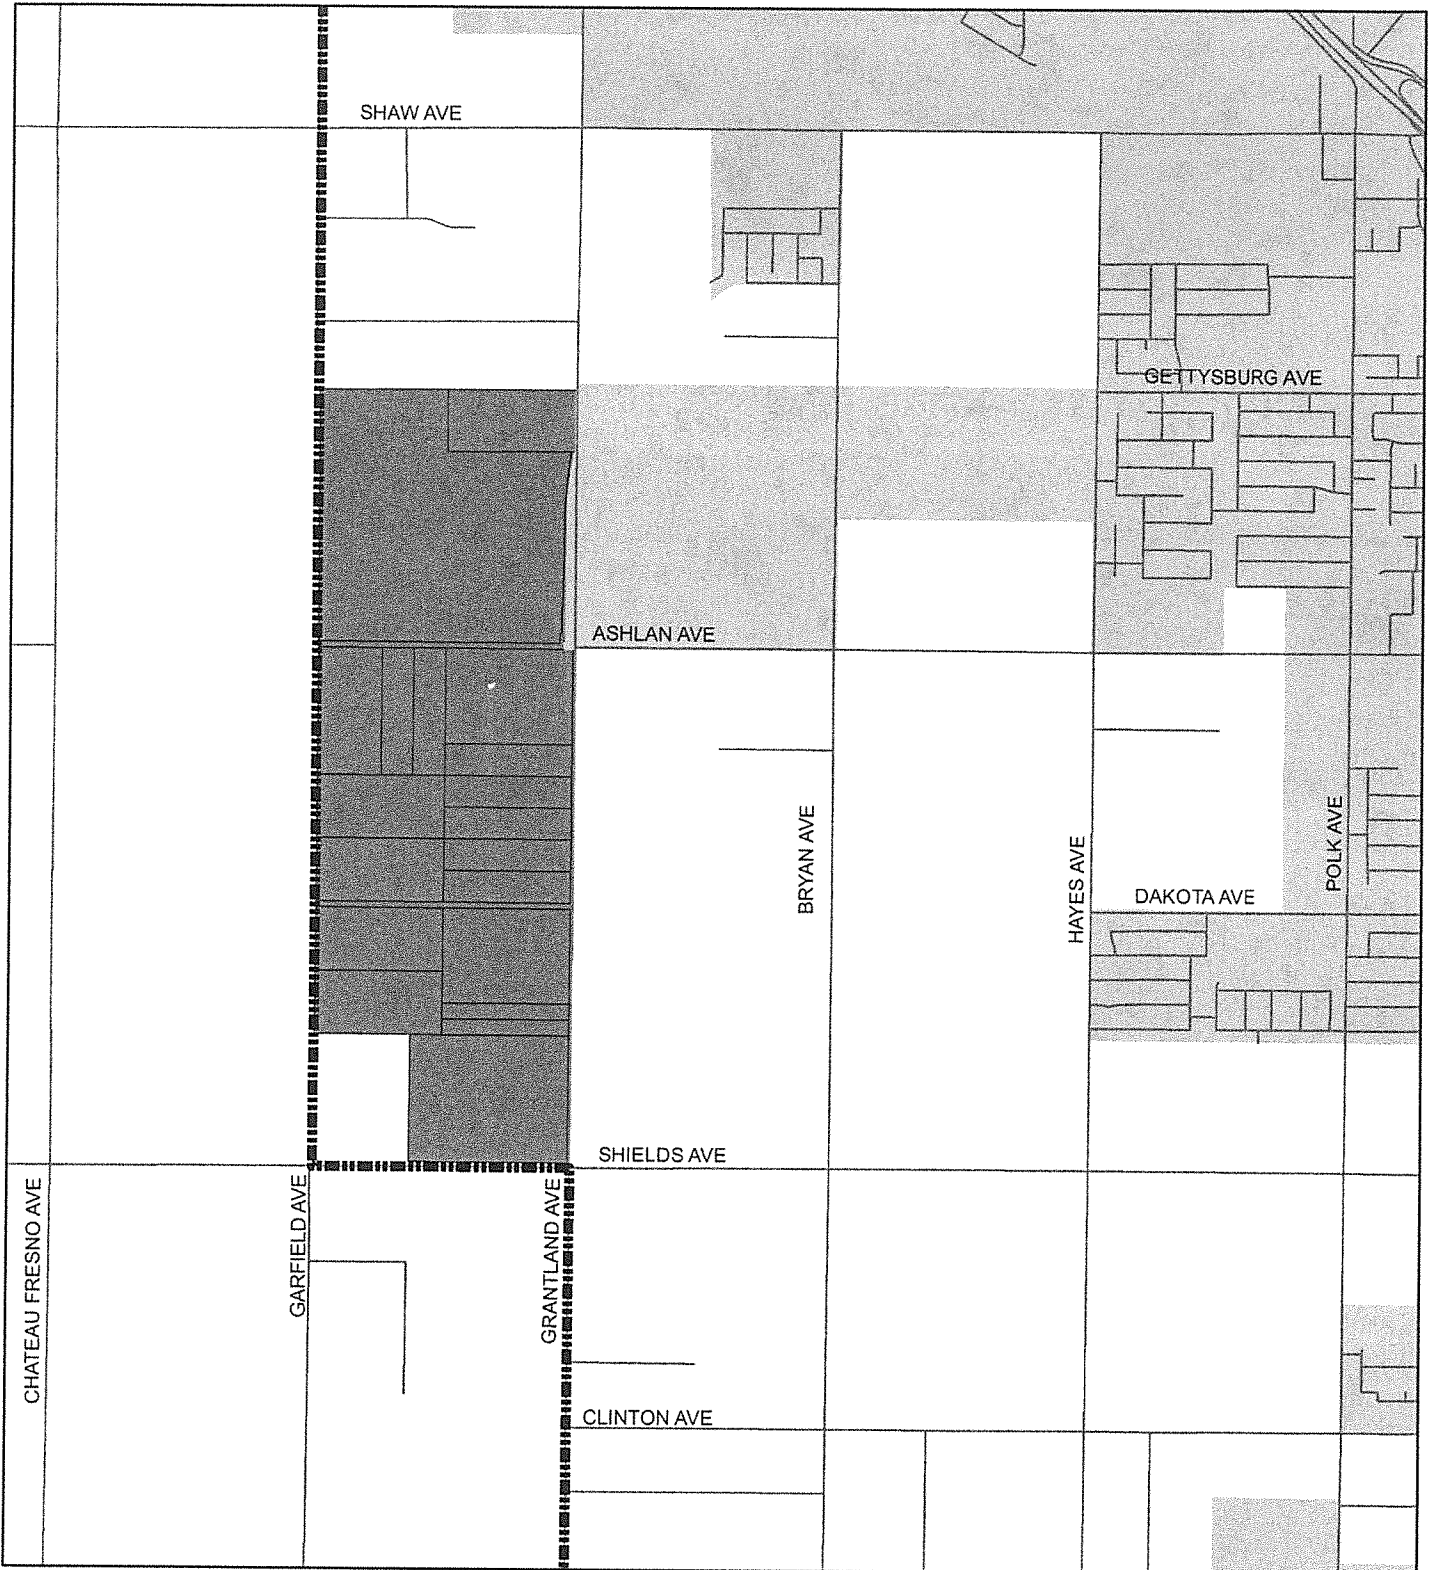 SHAW AVE
GETTYSBURG AVE
ASHLAN AVE
BRYAN AVE
HAYES AVE
POLK AVE
DAKOTA AVE
SHIELDS AVE
CHATEAU FRESNO AVE
GARFIELD AVE
GRANTLAND AVE
CLINTON AVE